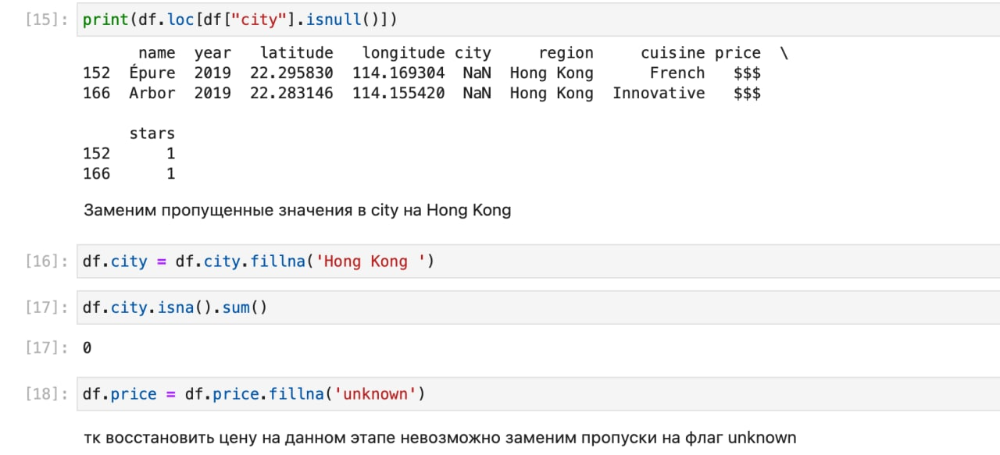 [15]: print(df.loc[df["city"].isnull()])
name year latitude longitude city region cuisine price \
152 Épure 2019 22.295830 114.169304 NaN Hong Kong French $$$
166 Arbor 2019 22.283146 114.155420 NaN Hong Kong Innovative $$$
stars
152 1
166 1
Заменим пропущенные значения в city на Hong Kong
[16]: df.city = df.city.fillna('Hong Kong ')
[17]: df.city.isna().sum()
[17]: 0
[18]: df.price = df.price.fillna('unknown')
тк восстановить цену на данном этапе невозможно заменим пропуски на флаг unknown